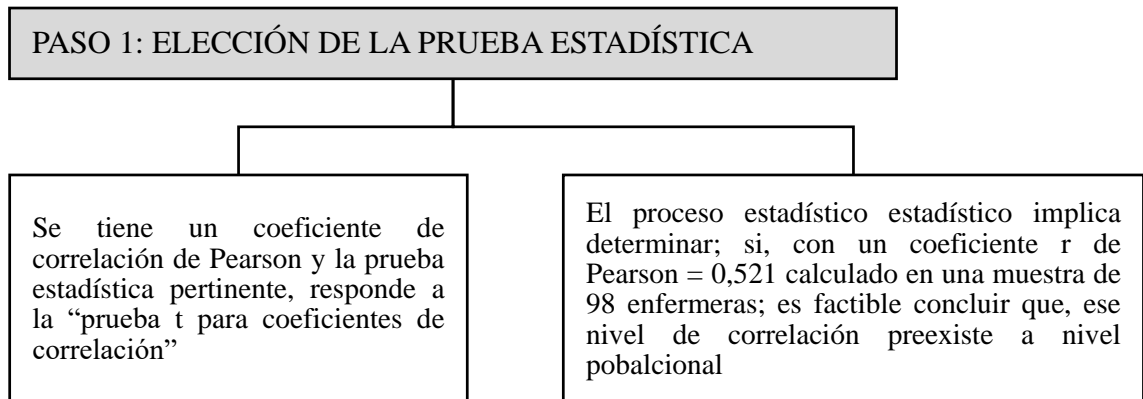 PASO 1: ELECCIÓN DE LA PRUEBA ESTADÍSTICA
Se tiene un coeficiente de
correlación de Pearson y la prueba
estadística pertinente, responde a
la “prueba t para coeficientes de
correlación”
El proceso estadístico estadístico implica
determinar; si, con un coeficiente r de
Pearson = 0,521 calculado en una muestra de
98 enfermeras; es factible concluir que, ese
nivel de correlación preexiste a nivel
pobalcional